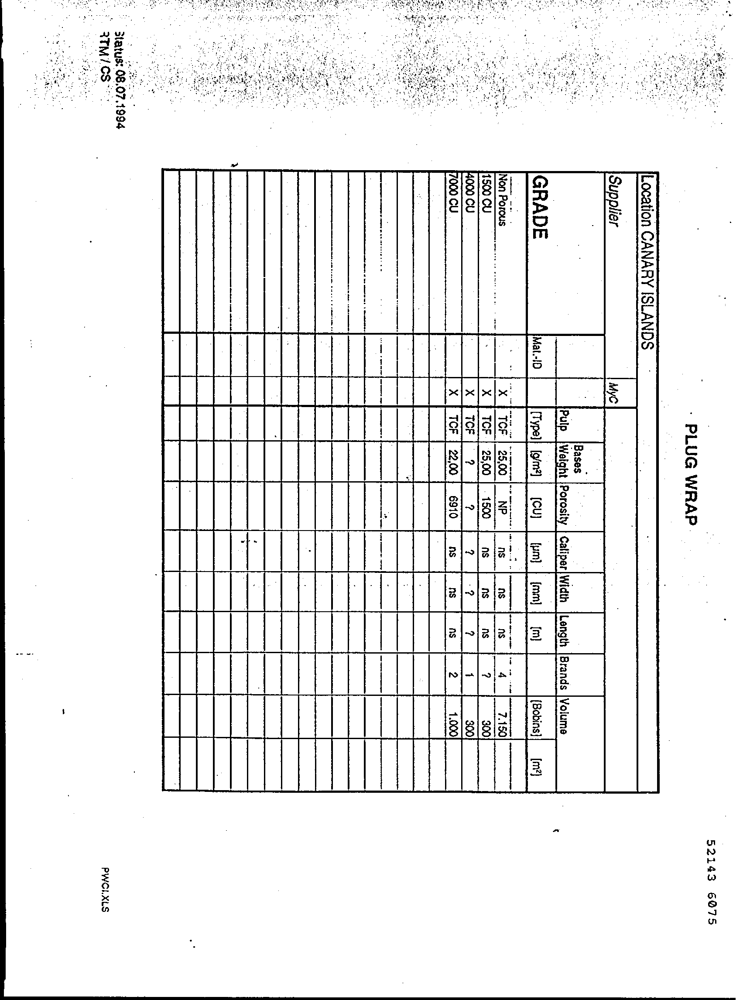 PLUG WRAP
Location CANARY ISLANDS
Supplier MyC
GRADE Mat.-ID Pulp Bases Weight Porosity Caliper Width Length Brands Volume
[Type] [g/m²] [CU] [µm] [mm] [m] [Bobins] [m²]
Non Porous X TCF 25,00 NP ns ns ns 4 7.150
1500 CU X TCF 25,00 1500 ns ns ns ? 300
4000 CU X TCF ? ? ? ? ? 1 300
7000 CU X TCF 22,00 6910 ns ns ns 2 1.000
Status: 08.07.1994
RTM / CS
PWCI.XLS
52143 6075